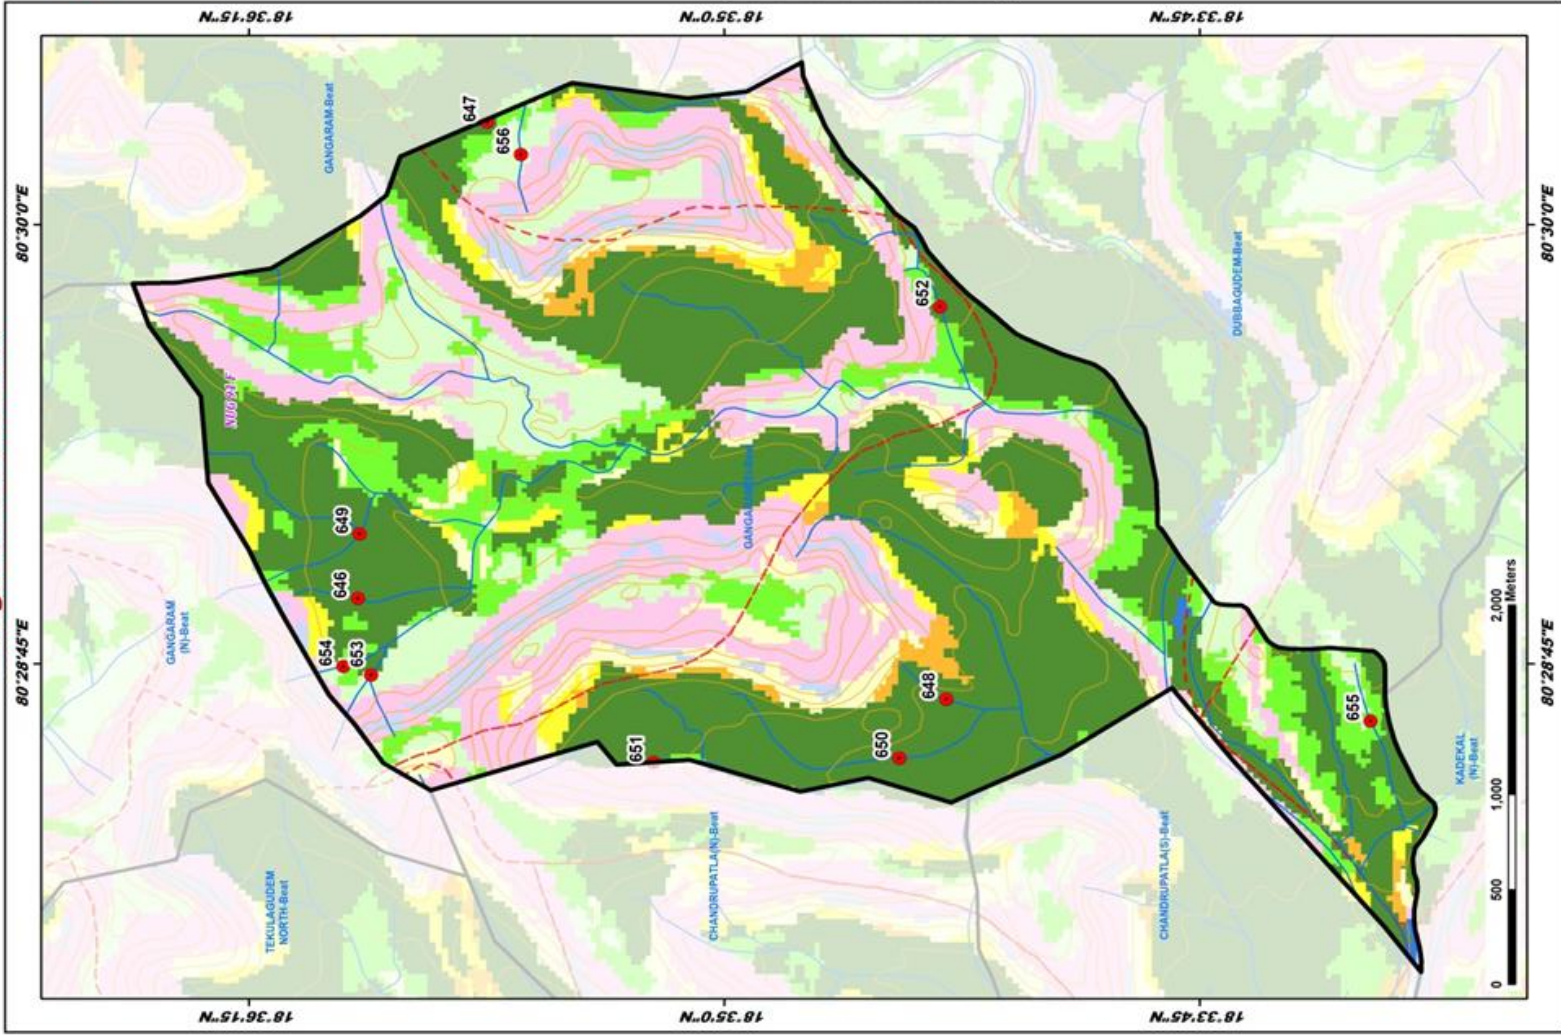 18°36'15"N
18°35'0"N
18°33'45"N
80°30'0"E
80°30'0"E
80°28'45"E
80°28'45"E
GANGARAM-Beat
647
656
652
DUBBAGUDEM-Beat
649
646
654
653
GANGARAM
(N)-Beat
648
650
651
655
KADEKAL
(N)-Beat
TEKULAGUDEM
NORTH-Beat
CHANDRUPATLA(N)-Beat
CHANDRUPATLA(S)-Beat
0
500
1,000
2,000
Meters
18°36'15"N
18°35'0"N
18°33'45"N